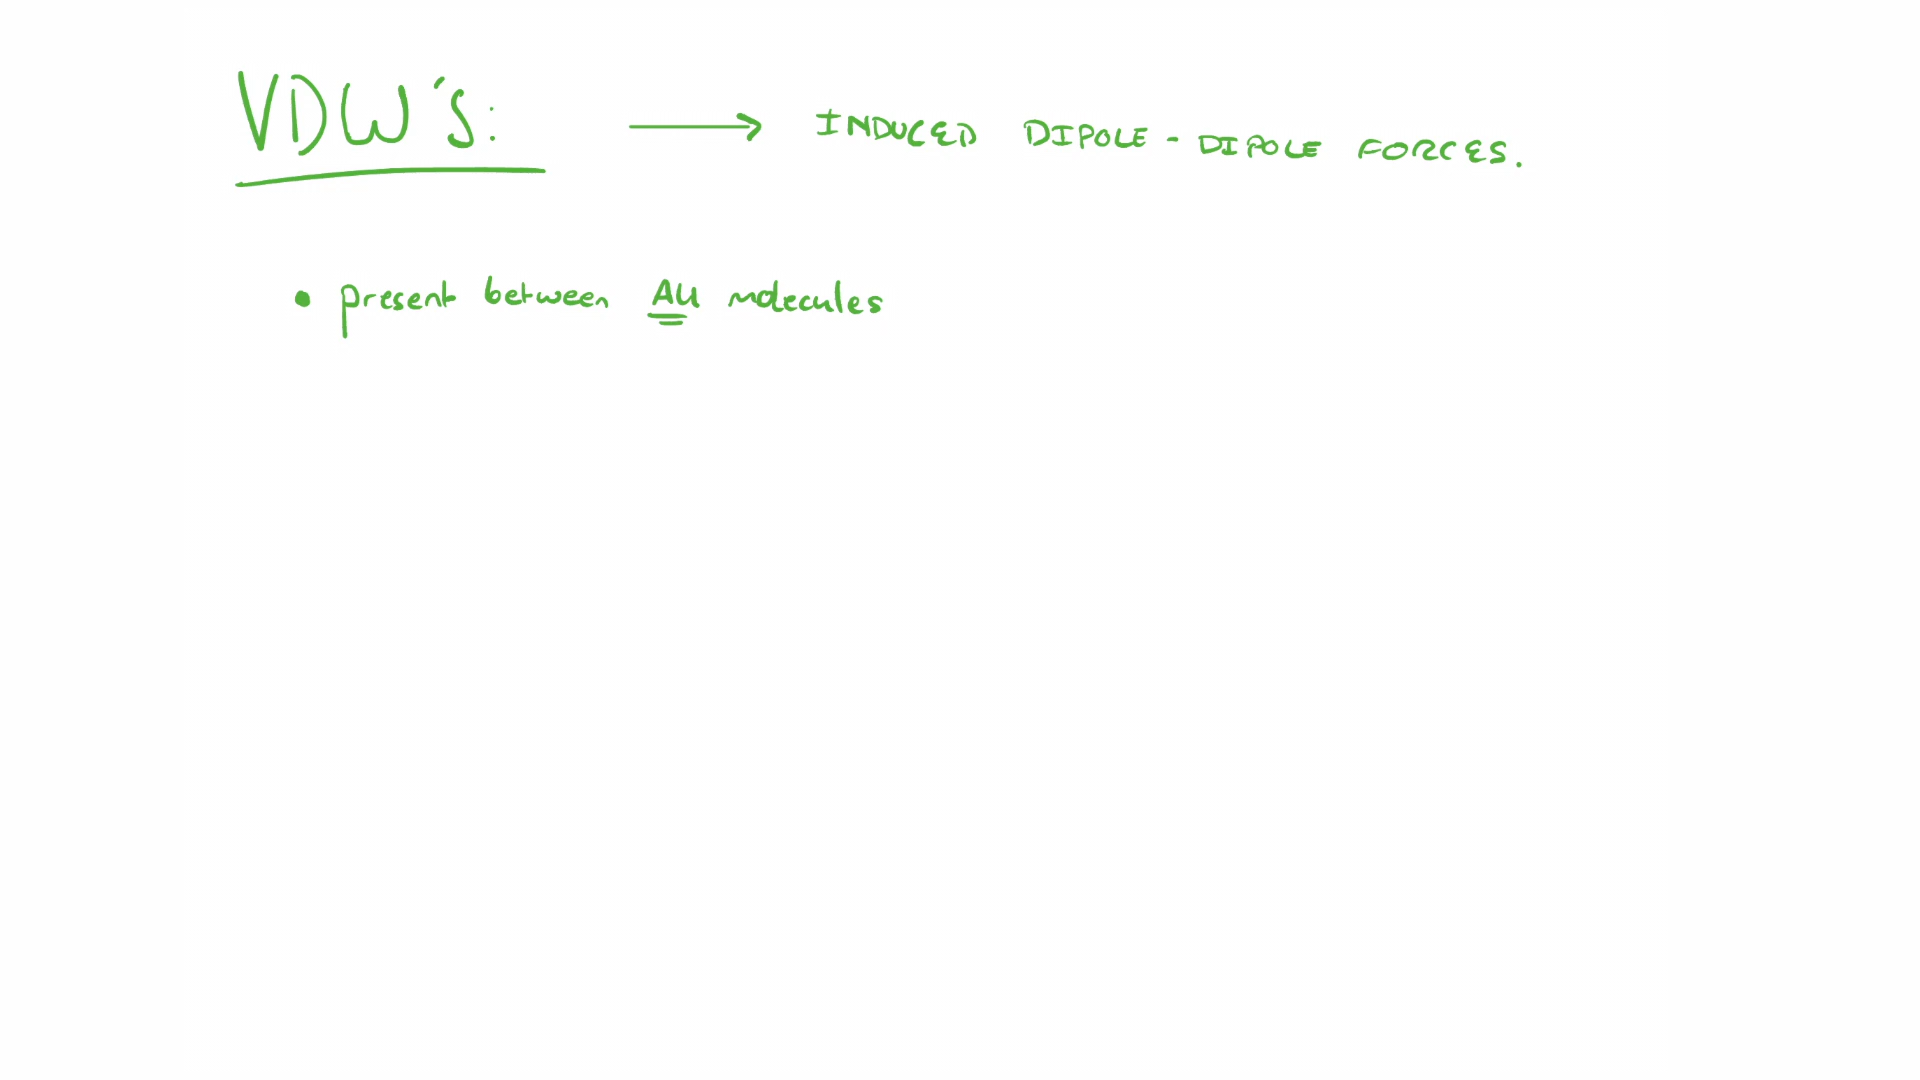 VDW'S: → INDUCED DIPOLE - DIPOLE FORCES.
• present between All molecules